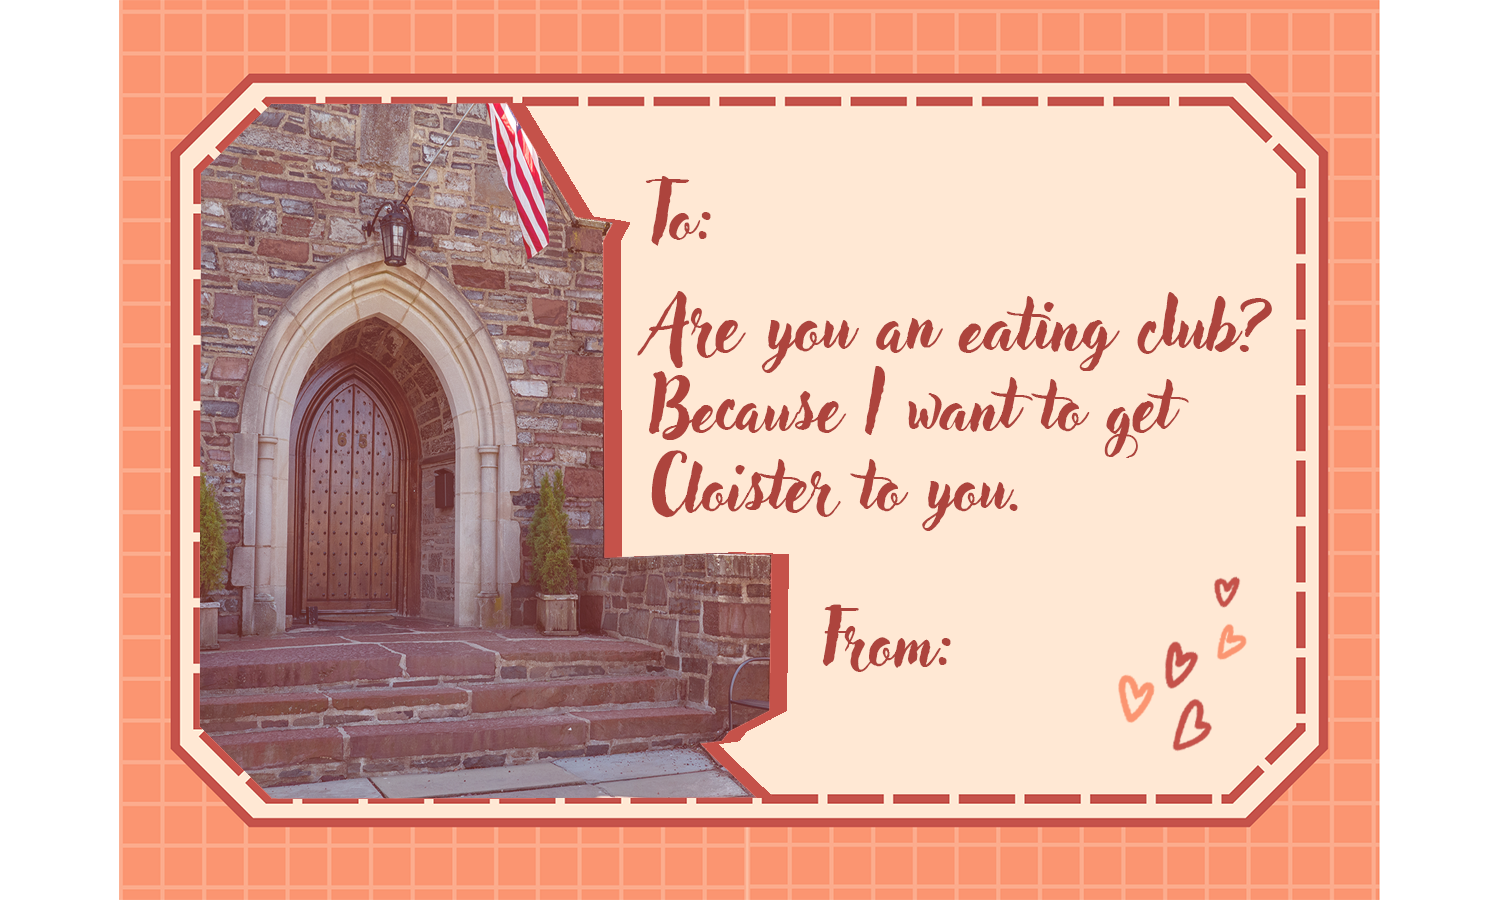 To:
Are you an eating club?
Because I want to get
Cloister to you.
From: